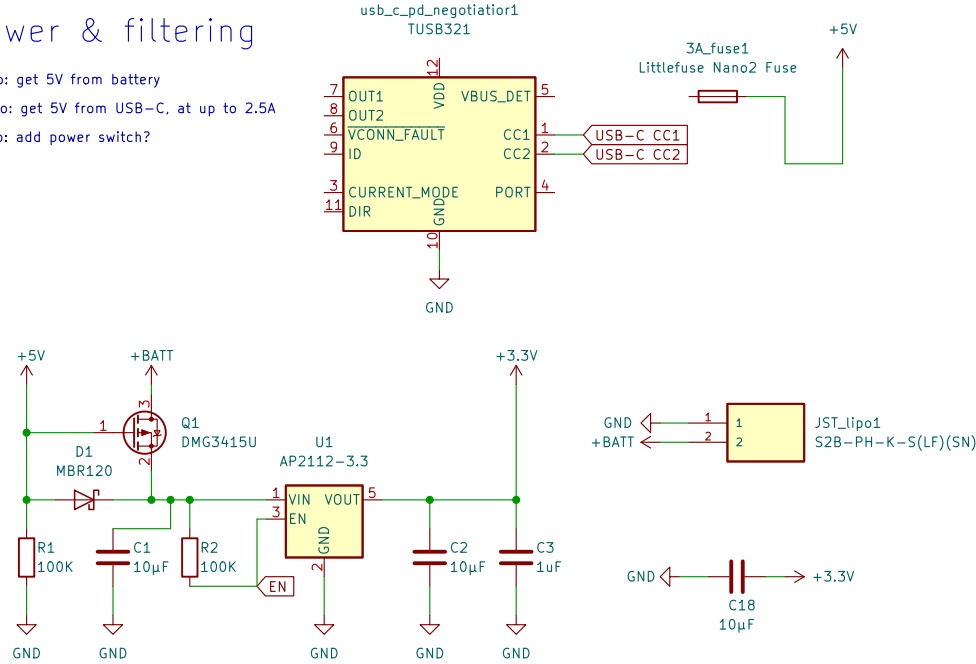 wer & filtering
o: get 5V from battery
o: get 5V from USB-C, at up to 2.5A
o: add power switch?
usb_c_pd_negotiatior1
TUSB321
12
VDD
7 OUT1
8 OUT2
6 VCONN_FAULT
9 ID
3 CURRENT_MODE
11 DIR
VBUS_DET 5
CC1 1 USB-C CC1
CC2 2 USB-C CC2
PORT 4
GND
10
GND
3A_fuse1
Littlefuse Nano2 Fuse
+5V
+5V
+BATT
3
1
2
Q1
DMG3415U
D1
MBR120
U1
AP2112-3.3
1 VIN
3 EN
VOUT 5
GND
2
+3.3V
R1
100K
C1
10µF
R2
100K
EN
C2
10µF
C3
1uF
GND
GND
GND
GND
GND
GND 1 1
+BATT 2 2
JST_lipo1
S2B-PH-K-S(LF)(SN)
GND
+3.3V
C18
10µF